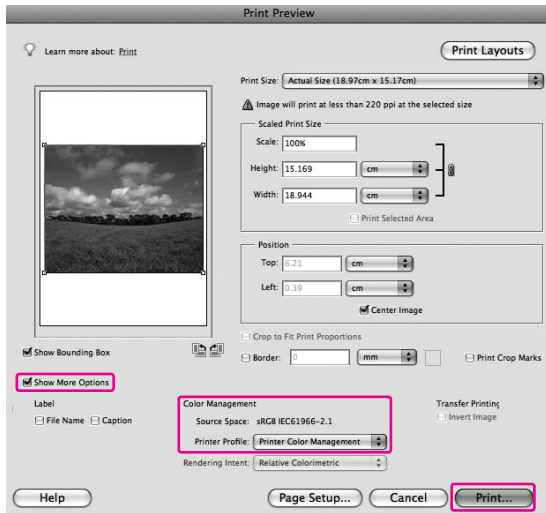 Print Preview
Learn more about: Print
Print Layouts
Print Size: Actual Size (18.97cm x 15.17cm)
Image will print at less than 220 ppi at the selected size
Scaled Print Size
Scale: 100%
Height: 15.169 cm
Width: 18.944 cm
Print Selected Area
Position
Top: 6.21 cm
Left: 0.39 cm
Center Image
Crop to Fit Print Proportions
Show Bounding Box
Border: 0 mm
Print Crop Marks
Show More Options
Label
Color Management
Transfer Printing
File Name Caption
Source Space: sRGB IEC61966-2.1
Invert Image
Printer Profile: Printer Color Management
Rendering Intent: Relative Colorimetric
Help
Page Setup...
Cancel
Print...